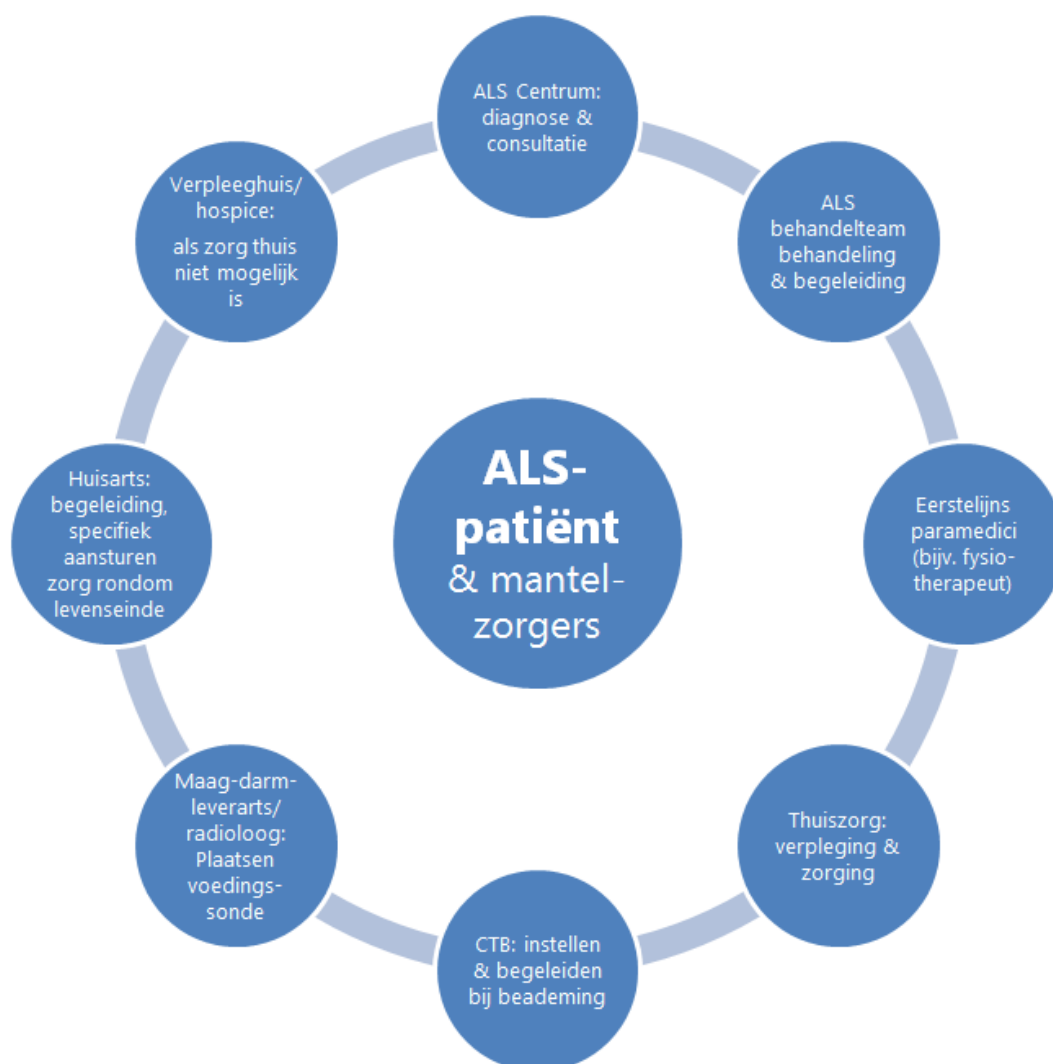 ALS Centrum:
diagnose &
consultatie
ALS
behandelteam
behandeling
& begeleiding
Eerstelijns
paramedici
(bijv. fysio-
therapeut)
Thuiszorg:
verpleging &
zorging
CTB: instellen
& begeleiden
bij beademing
Maag-darm-
leverarts/
radioloog:
Plaatsen
voedings-
sonde
Huisarts:
begeleiding,
specifiek
aansturen
zorg rondom
levenseinde
Verpleeghuis/
hospice:
als zorg thuis
niet mogelijk
is
ALS-
patiënt
& mantel-
zorgers